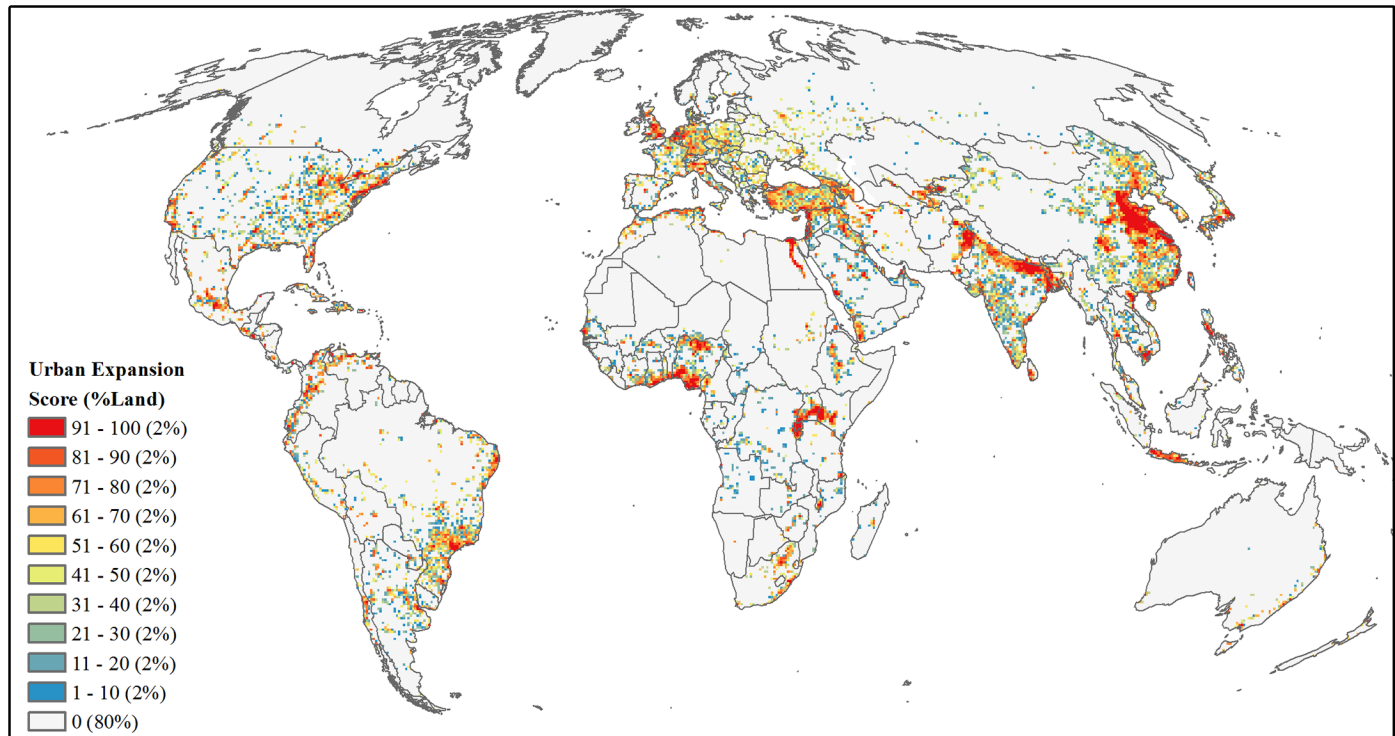 Urban Expansion
Score (%Land)
91 - 100 (2%)
81 - 90 (2%)
71 - 80 (2%)
61 - 70 (2%)
51 - 60 (2%)
41 - 50 (2%)
31 - 40 (2%)
21 - 30 (2%)
11 - 20 (2%)
1 - 10 (2%)
0 (80%)